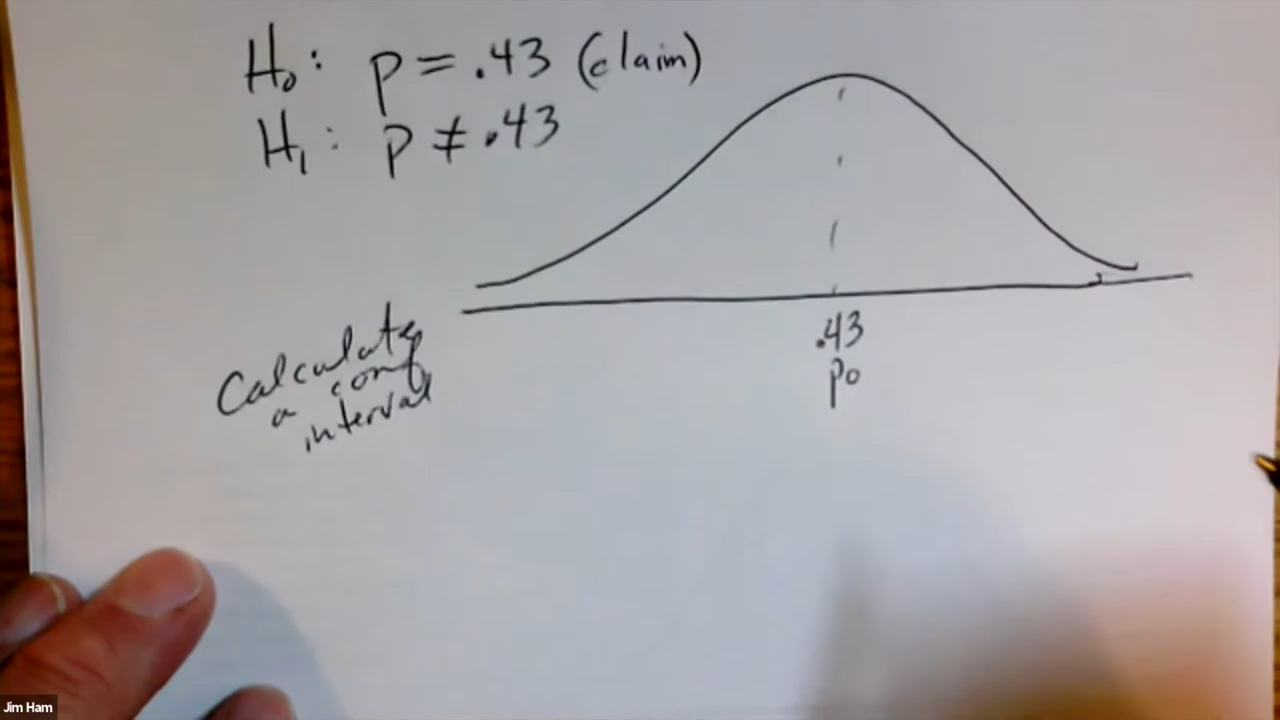 H₀: p = .43 (claim)
H₁: p ≠ .43
.43
p₀
Calculate
a conf
interval
Jim Ham